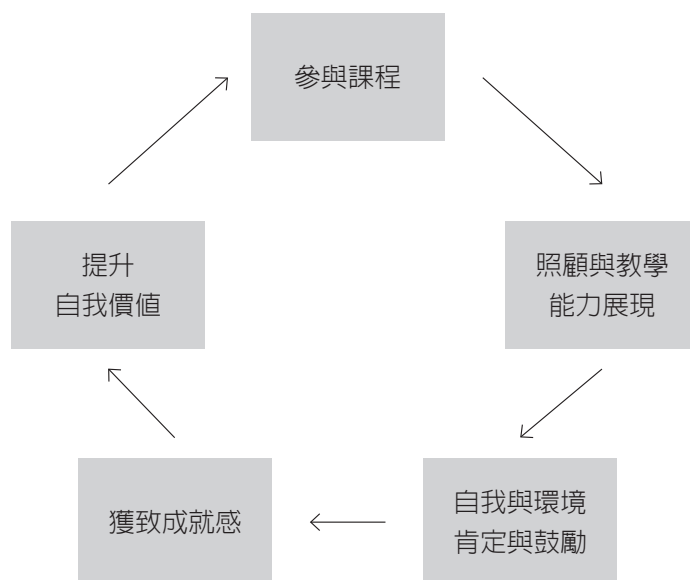 參與課程
照顧與教學
能力展現
自我與環境
肯定與鼓勵
獲致成就感
提升
自我價值